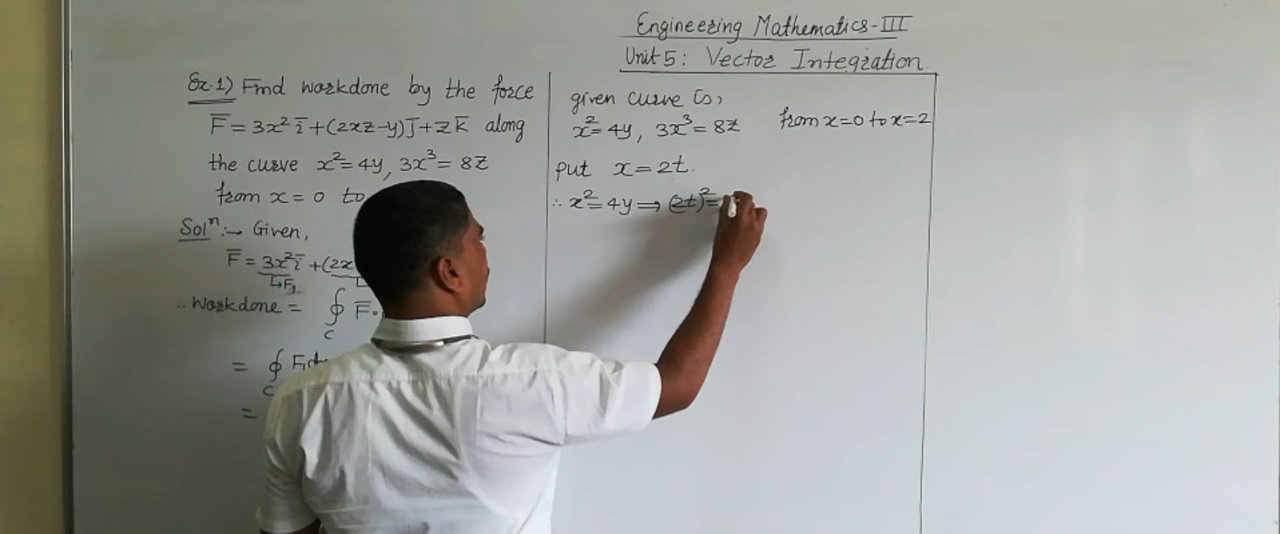 Engineering Mathematics-III
Unit 5: Vector Integration
Ex.1) Find workdone by the force
F̅ = 3x² i̅ + (2xz-y) j̅ + z k̅ along
the curve x² = 4y, 3x³ = 8z
from x = 0 to
Solⁿ :- Given,
F̅ = 3x² i̅ + (2x
↳F₁
∴ Workdone = ∮ F̅ .
C
= ∮ F₁d
C
=
given curve is,
x² = 4y, 3x³ = 8z from x=0 to x=2
put x = 2t.
∴ x² = 4y ⇒ (2t)² =